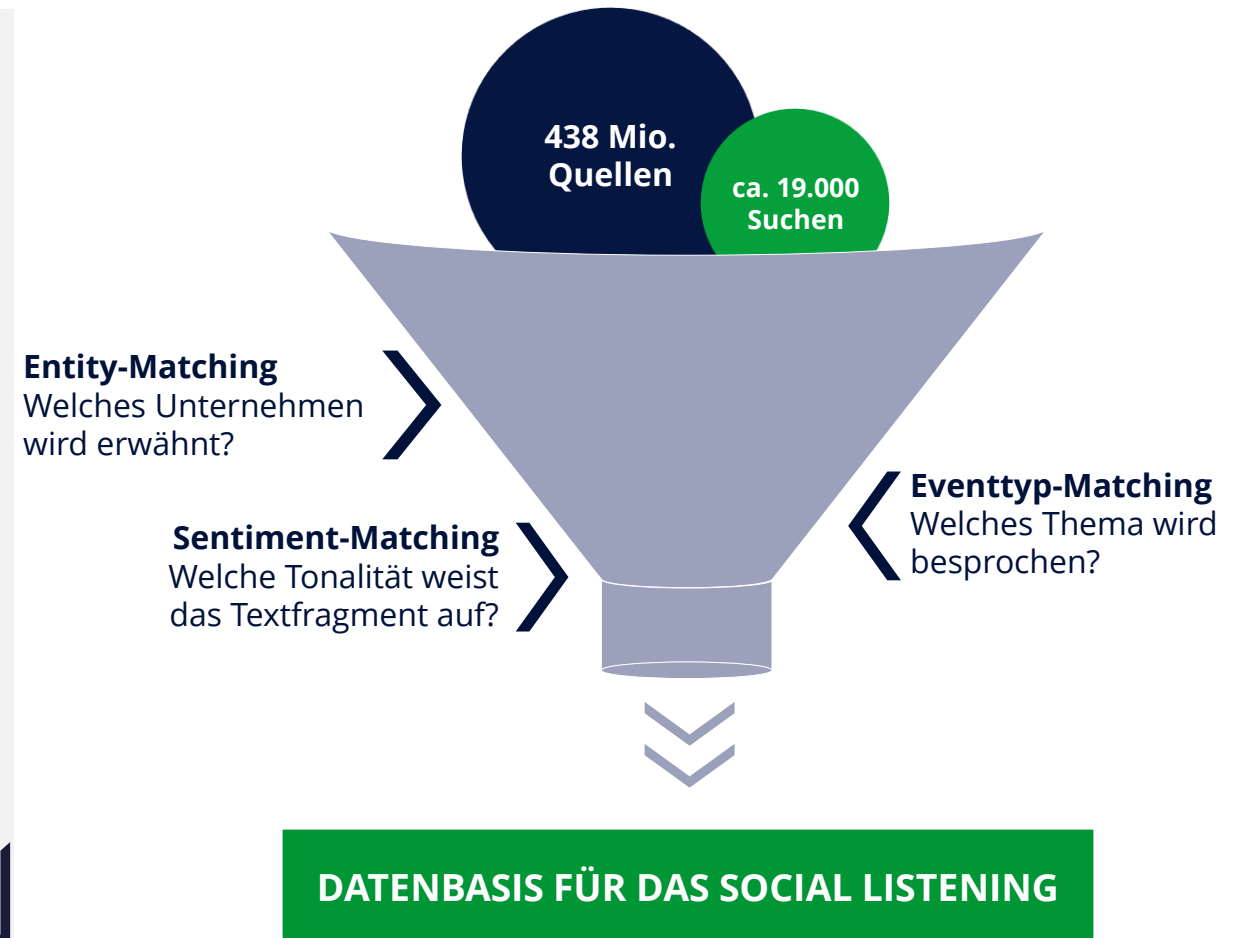 438 Mio.
Quellen
ca. 19.000
Suchen
Entity-Matching
Welches Unternehmen
wird erwähnt?
Eventtyp-Matching
Welches Thema wird
besprochen?
Sentiment-Matching
Welche Tonalität weist
das Textfragment auf?
DATENBASIS FÜR DAS SOCIAL LISTENING